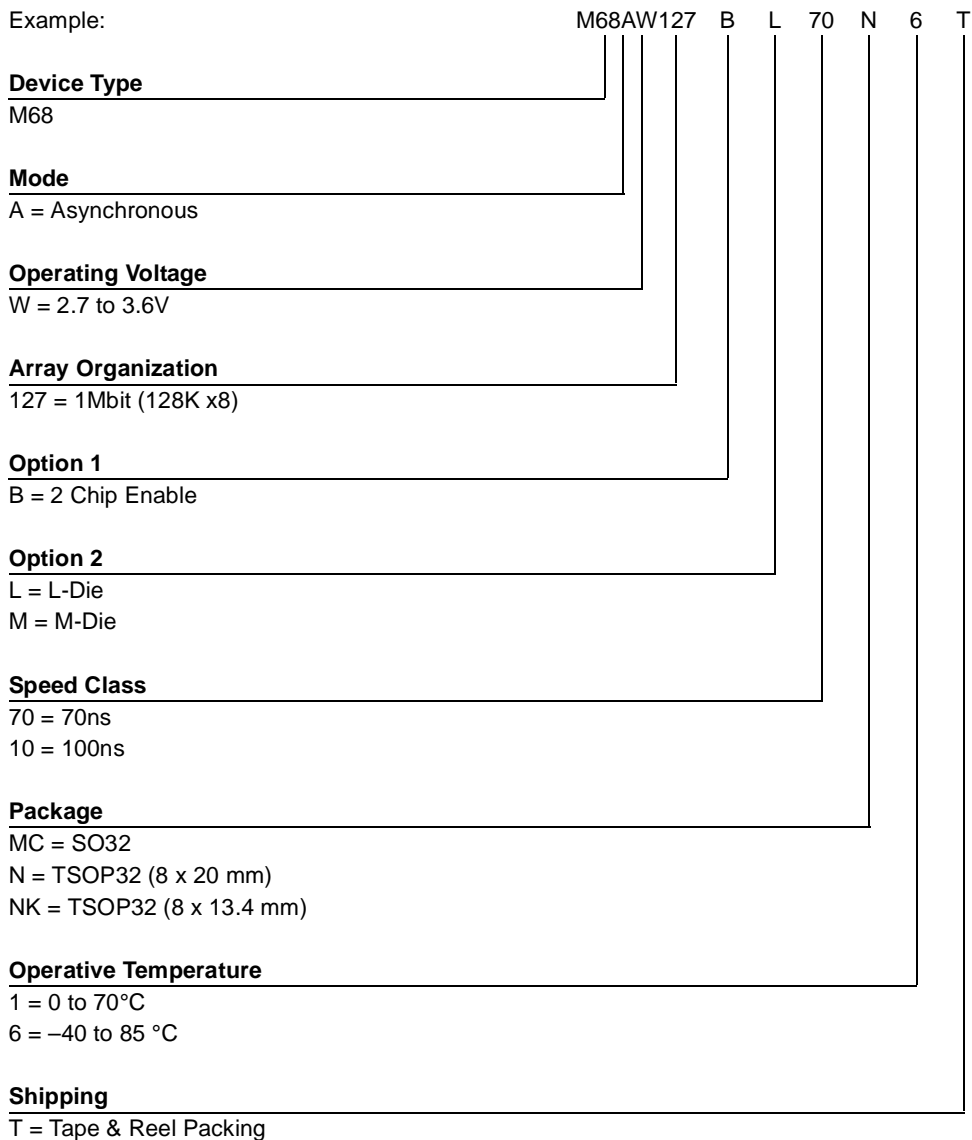 Example: M68AW127 B L 70 N 6 T
Device Type
M68
Mode
A = Asynchronous
Operating Voltage
W = 2.7 to 3.6V
Array Organization
127 = 1Mbit (128K x8)
Option 1
B = 2 Chip Enable
Option 2
L = L-Die
M = M-Die
Speed Class
70 = 70ns
10 = 100ns
Package
MC = SO32
N = TSOP32 (8 x 20 mm)
NK = TSOP32 (8 x 13.4 mm)
Operative Temperature
1 = 0 to 70°C
6 = –40 to 85 °C
Shipping
T = Tape & Reel Packing